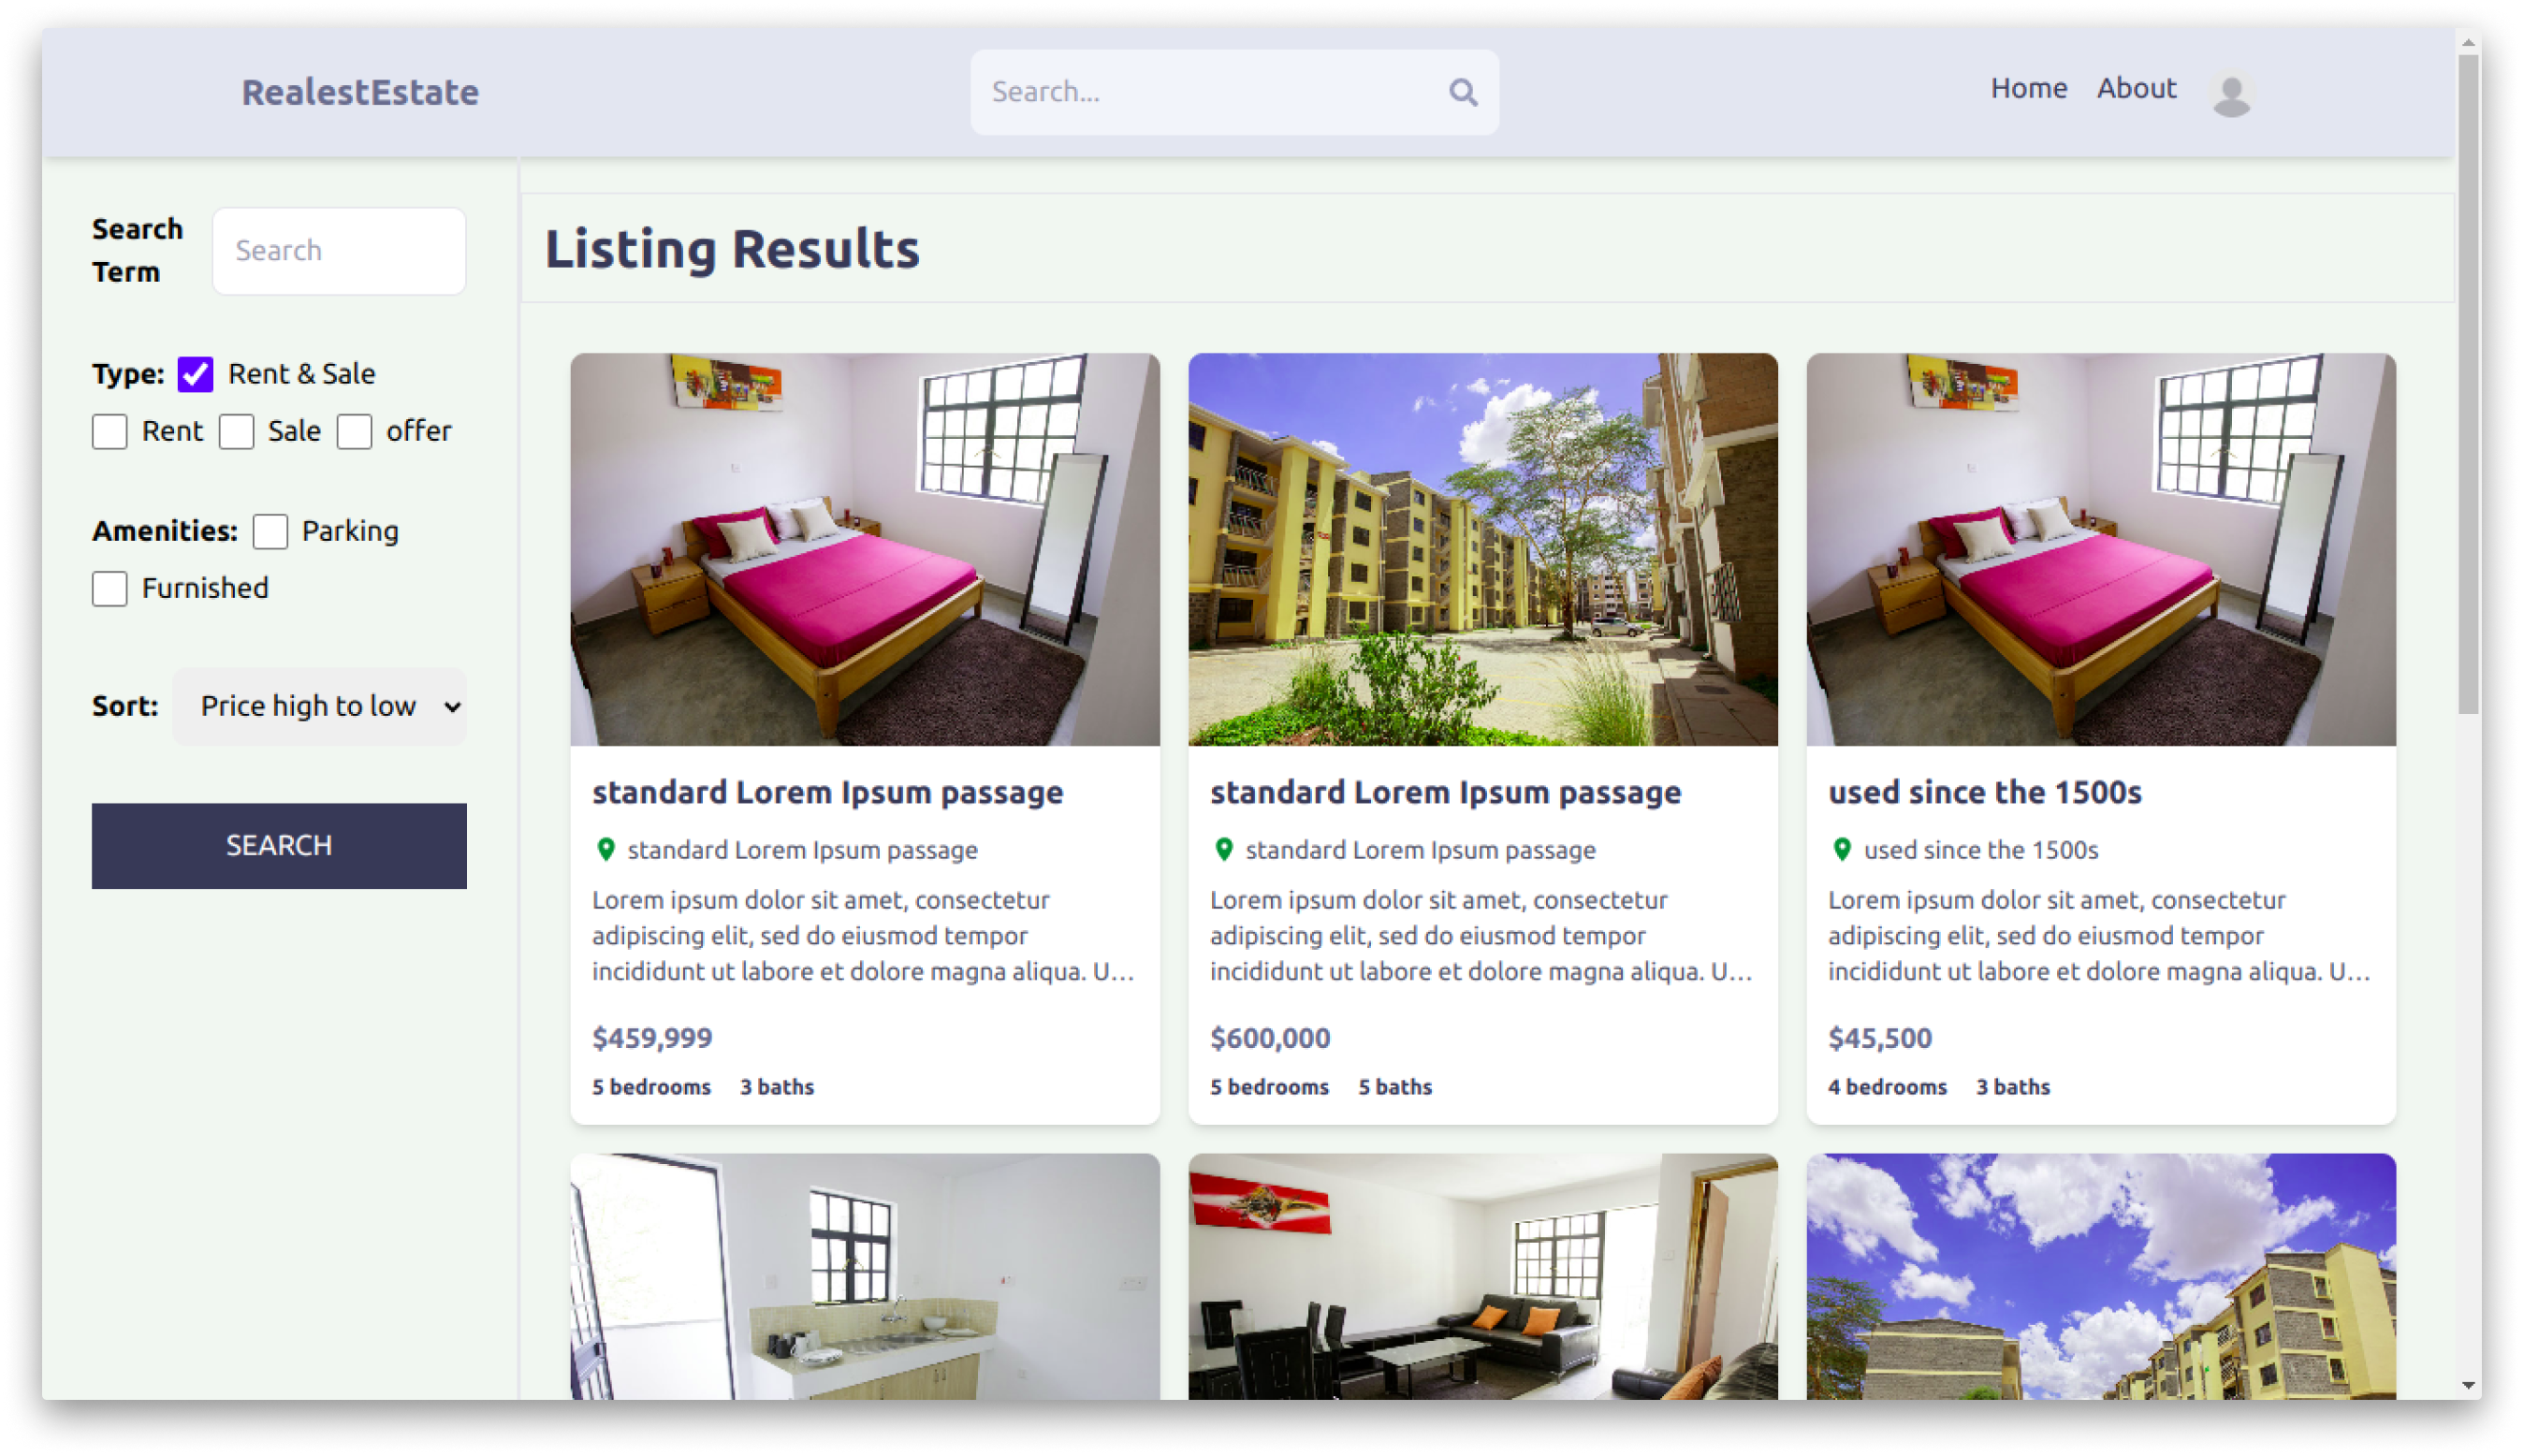 RealestEstate
Search...
Home About
Search
Term
Search
Type: Rent & Sale
Rent Sale offer
Amenities: Parking
Furnished
Sort: Price high to low
SEARCH
Listing Results
standard Lorem Ipsum passage
standard Lorem Ipsum passage
Lorem ipsum dolor sit amet, consectetur
adipiscing elit, sed do eiusmod tempor
incididunt ut labore et dolore magna aliqua. U...
$459,999
5 bedrooms 3 baths
standard Lorem Ipsum passage
standard Lorem Ipsum passage
Lorem ipsum dolor sit amet, consectetur
adipiscing elit, sed do eiusmod tempor
incididunt ut labore et dolore magna aliqua. U...
$600,000
5 bedrooms 5 baths
used since the 1500s
used since the 1500s
Lorem ipsum dolor sit amet, consectetur
adipiscing elit, sed do eiusmod tempor
incididunt ut labore et dolore magna aliqua. U...
$45,500
4 bedrooms 3 baths